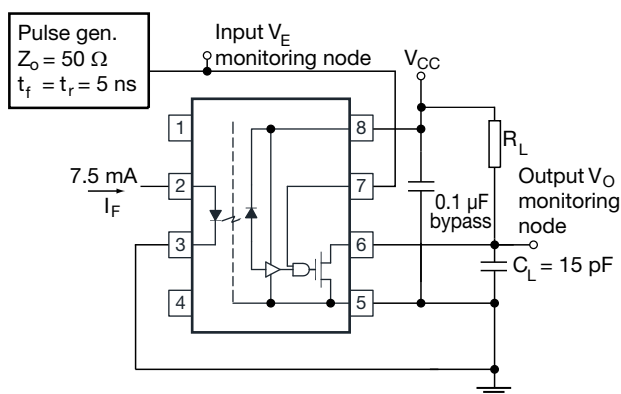 Pulse gen.
Zo = 50 Ω
tf = tr = 5 ns
Input VE
monitoring node
VCC
1
8
RL
7.5 mA
IF
2
7
0.1 µF
bypass
Output VO
monitoring
node
3
6
CL = 15 pF
4
5